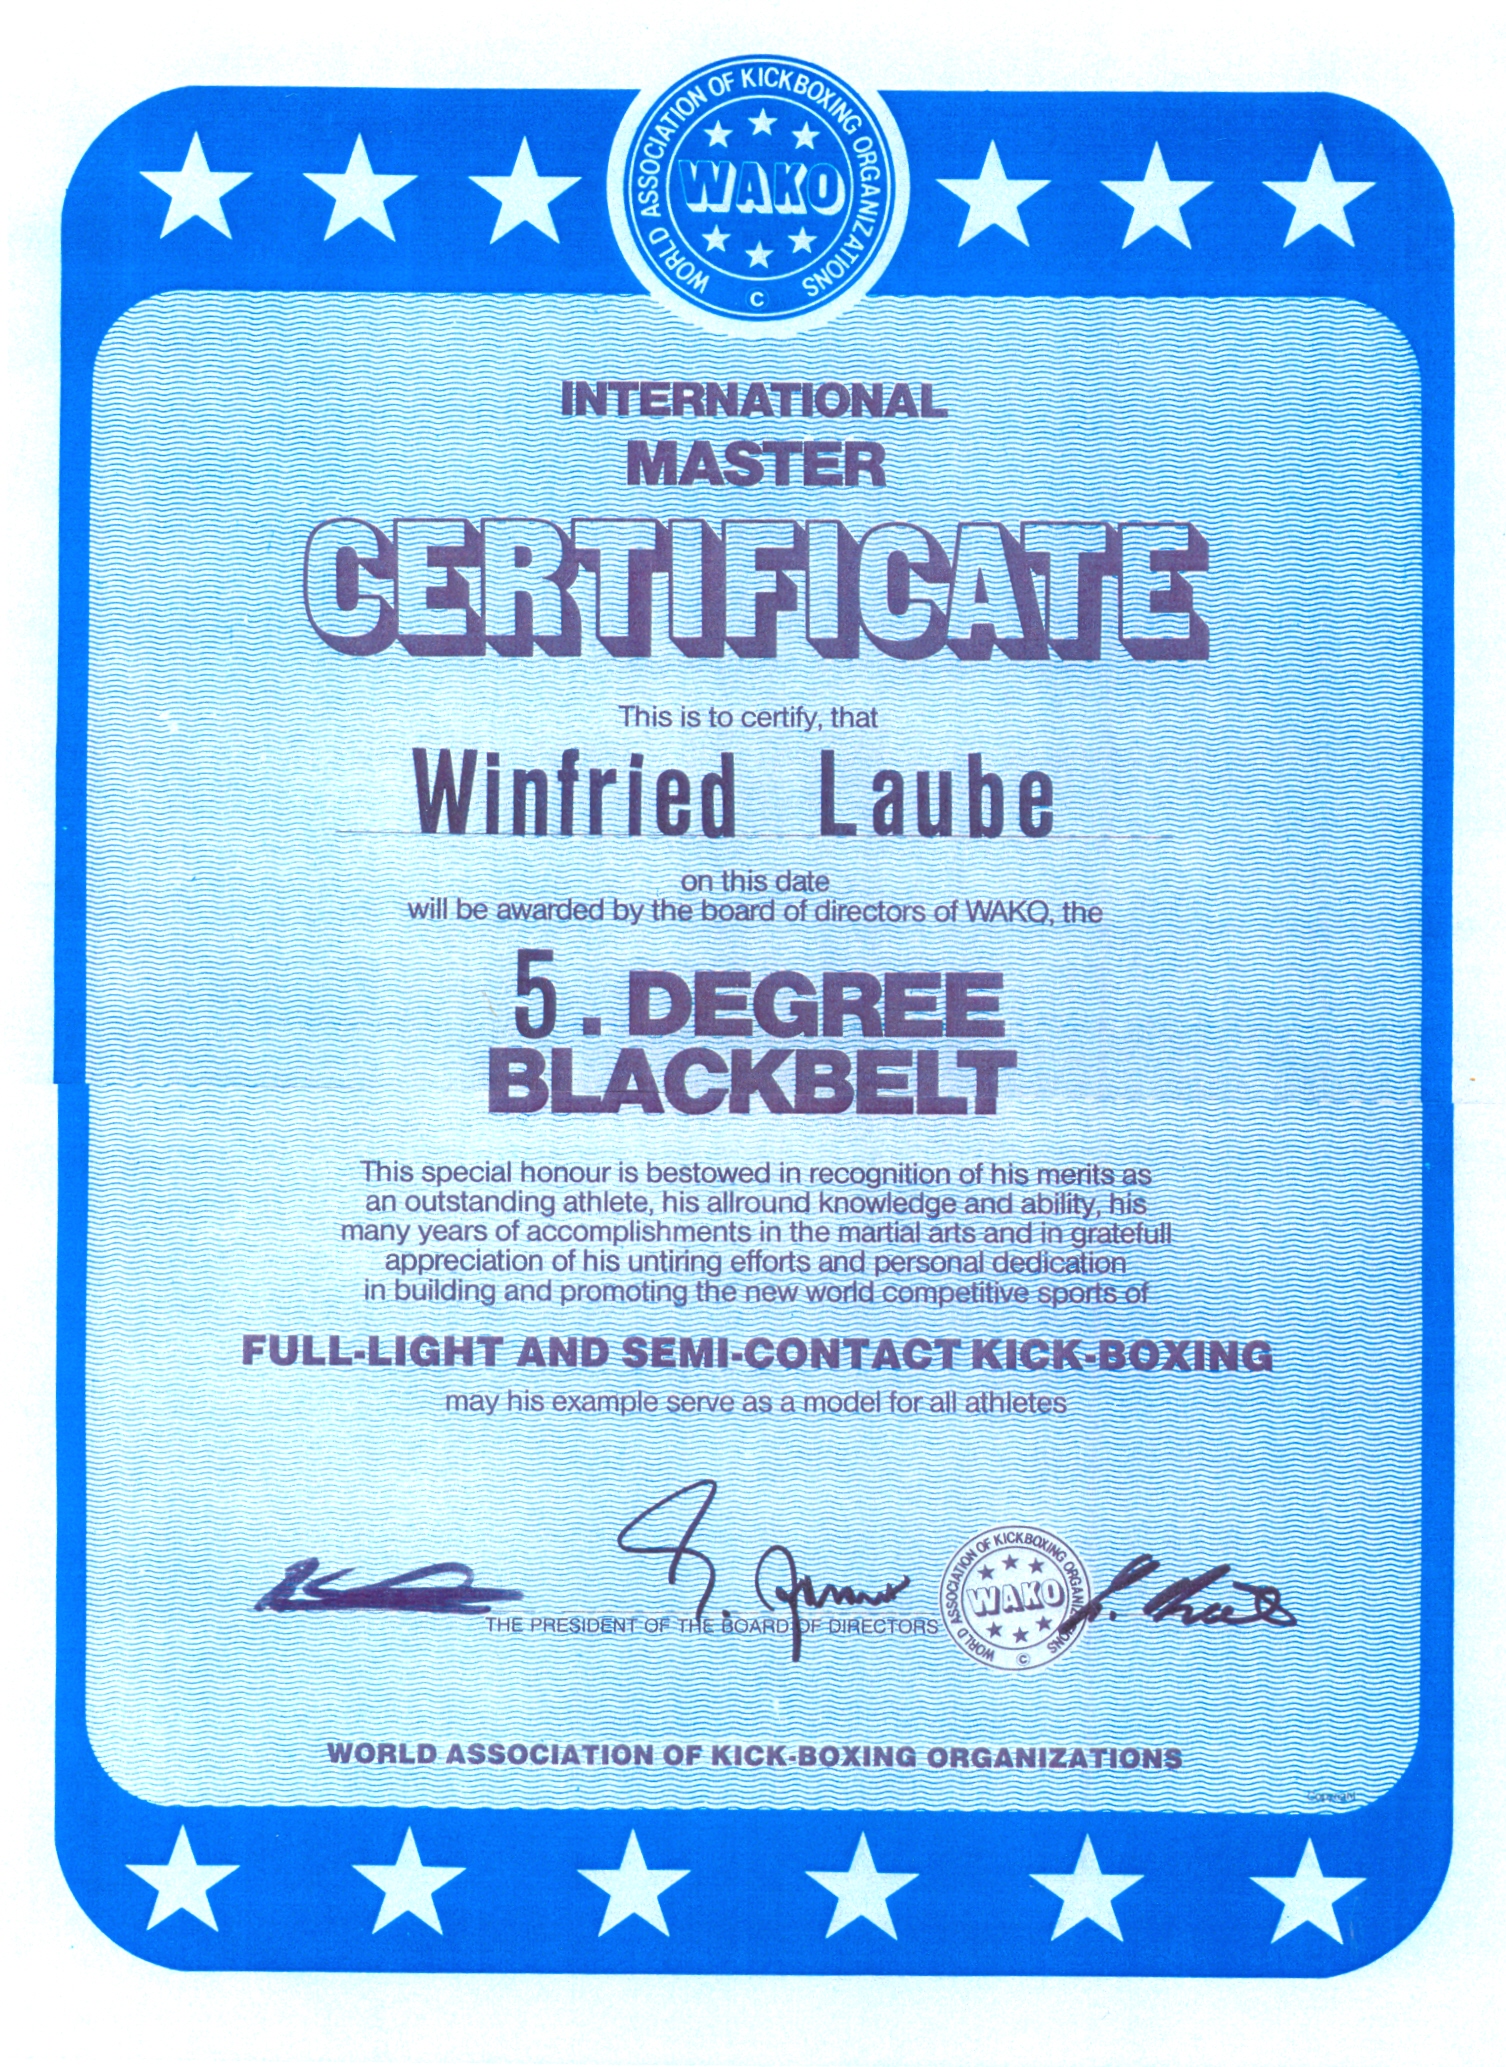 WORLD ASSOCIATION OF KICKBOXING ORGANIZATIONS
WAKO
C
INTERNATIONAL
MASTER
CERTIFICATE
This is to certify, that
Winfried Laube
on this date
will be awarded by the board of directors of WAKO, the
5. DEGREE
BLACKBELT
This special honour is bestowed in recognition of his merits as
an outstanding athlete, his allround knowledge and ability, his
many years of accomplishments in the martial arts and in gratefull
appreciation of his untiring efforts and personal dedication
in building and promoting the new world competitive sports of
FULL-LIGHT AND SEMI-CONTACT KICK-BOXING
may his example serve as a model for all athletes
THE PRESIDENT OF THE BOARD OF DIRECTORS
WORLD ASSOCIATION OF KICKBOXING ORGANIZATIONS
WAKO
C
WORLD ASSOCIATION OF KICK-BOXING ORGANIZATIONS
Copyright